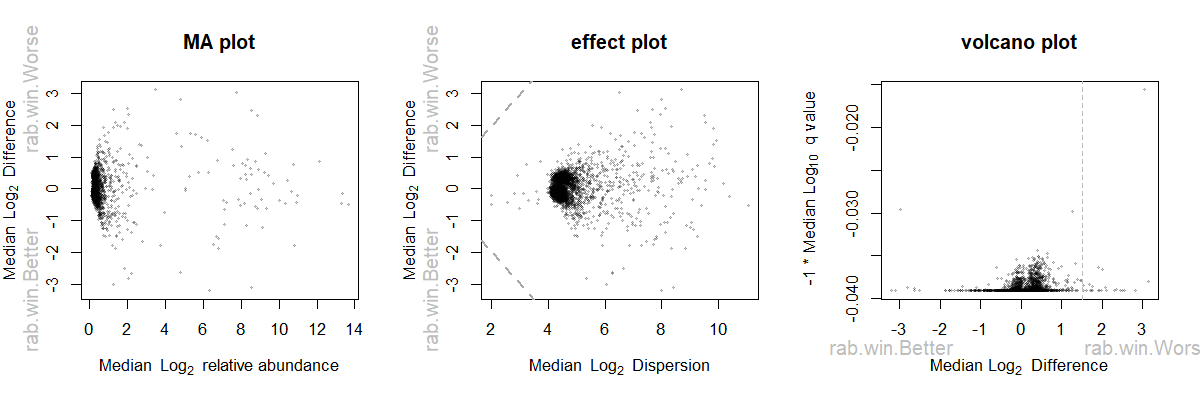 MA plot
rab.win.Worse
Median Log2 Difference
rab.win.Better
3
2
1
0
-1
-2
-3
0 2 4 6 8 10 12 14
Median Log2 relative abundance
effect plot
rab.win.Worse
Median Log2 Difference
rab.win.Better
3
2
1
0
-1
-2
-3
2 4 6 8 10
Median Log2 Dispersion
volcano plot
-1 * Median Log10 q value
-0.020
-0.030
-0.040
-3 -2 -1 0 1 2 3
rab.win.Better
rab.win.Wors
Median Log2 Difference